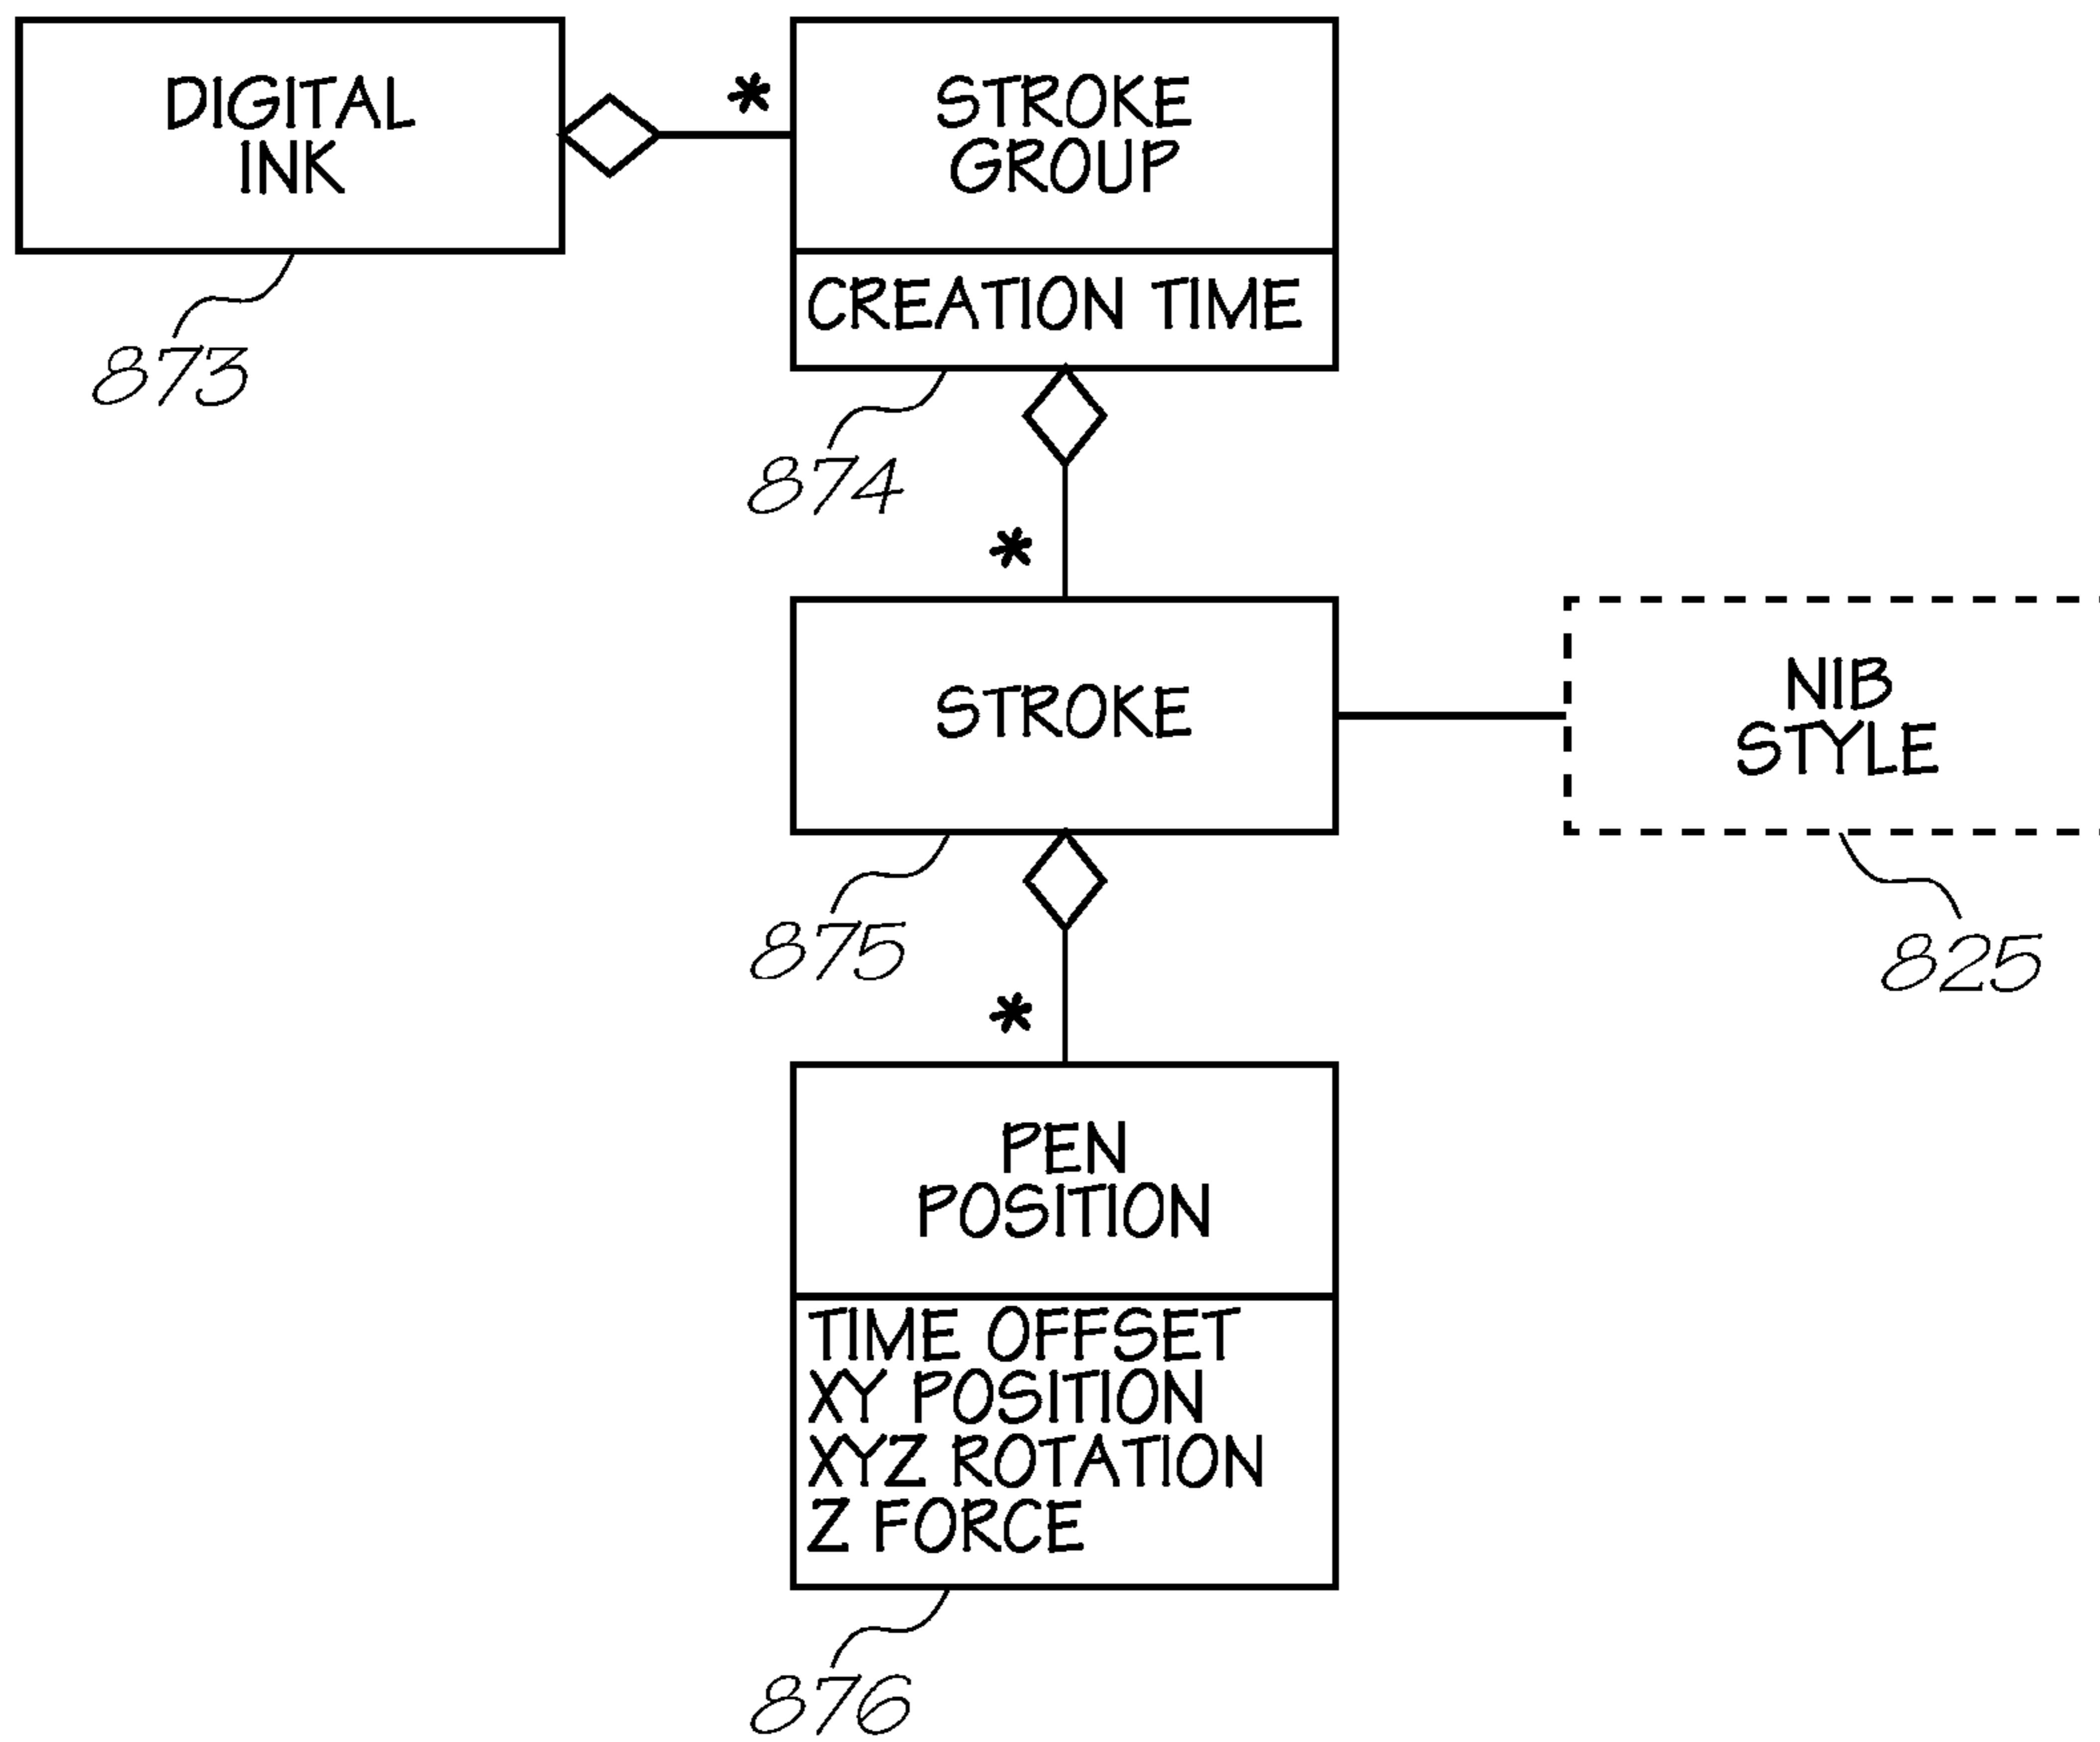 DIGITAL
INK
873
*
STROKE
GROUP
CREATION TIME
874
*
STROKE
875
NIB
STYLE
825
*
PEN
POSITION
TIME OFFSET
XY POSITION
XYZ ROTATION
Z FORCE
876